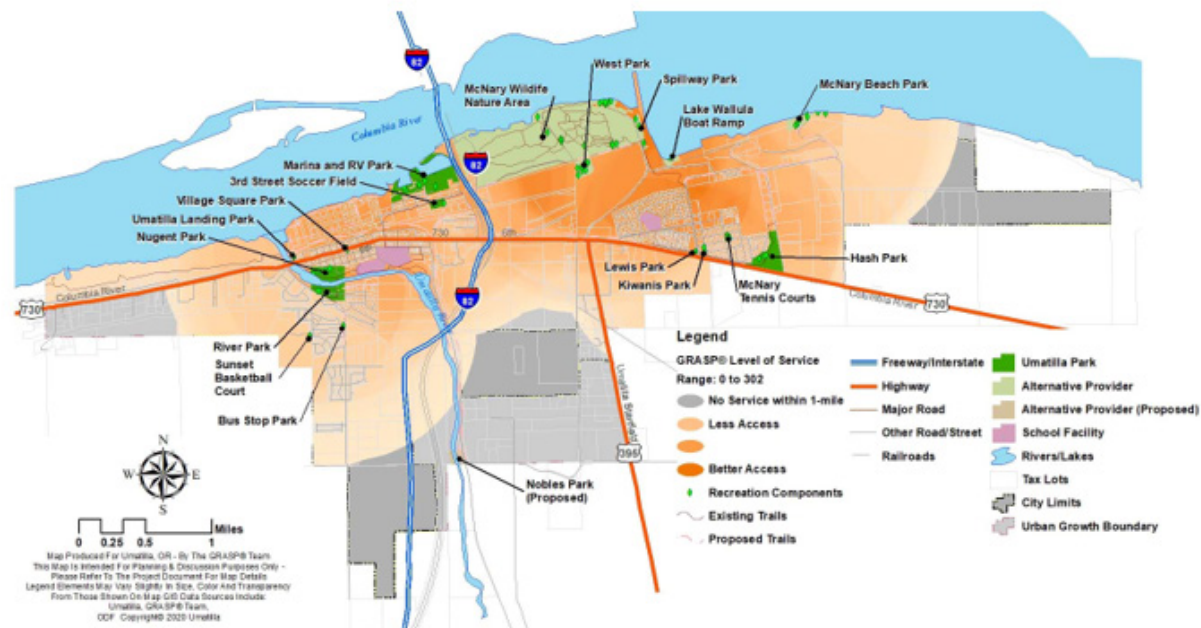 82
West Park
Spillway Park
McNary Beach Park
McNary Wildlife
Nature Area
Lake Wallula
Boat Ramp
Columbia River
82
Marina and RV Park
3rd Street Soccer Field
Village Square Park
Umatilla Landing Park
Nugent Park
730
6th
Lewis Park
Kiwanis Park
McNary
Tennis Courts
Hash Park
Columbia River
730
Columbia River
730
82
River Park
Sunset
Basketball
Court
Bus Stop Park
Umatilla Stanfield
395
Nobles Park
(Proposed)
Legend
GRASP® Level of Service
Range: 0 to 302
No Service within 1-mile
Less Access
Better Access
Recreation Components
Existing Trails
Proposed Trails
Freeway/Interstate
Highway
Major Road
Other Road/Street
Railroads
Umatilla Park
Alternative Provider
Alternative Provider (Proposed)
School Facility
Rivers/Lakes
Tax Lots
City Limits
Urban Growth Boundary
N
W E
S
Miles
0 0.25 0.5 1
Map Produced For Umatilla, OR - By The GRASP® Team
This Map Is Intended For Planning & Discussion Purposes Only -
Please Refer To The Project Document For Map Details
Legend Elements May Vary Slightly In Size, Color And Transparency
From Those Shown On Map GIS Data Sources Include:
Umatilla, GRASP® Team,
ODF Copyright© 2020 Umatilla